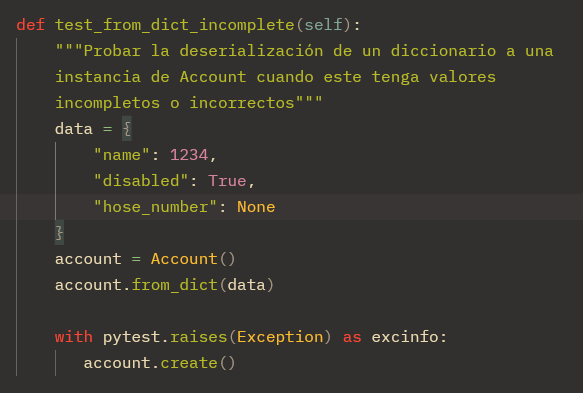 def test_from_dict_incomplete(self):
    """Probar la deserialización de un diccionario a una
    instancia de Account cuando este tenga valores
    incompletos o incorrectos"""
    data = {
        "name": 1234,
        "disabled": True,
        "hose_number": None
    }
    account = Account()
    account.from_dict(data)

    with pytest.raises(Exception) as excinfo:
       account.create()